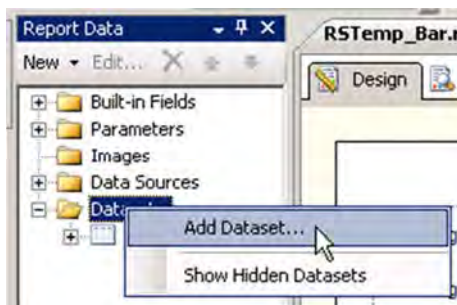 Report Data
RSTemp_Bar.r
New Edit...
Design
Built-in Fields
Parameters
Images
Data Sources
Add Dataset...
Show Hidden Datasets